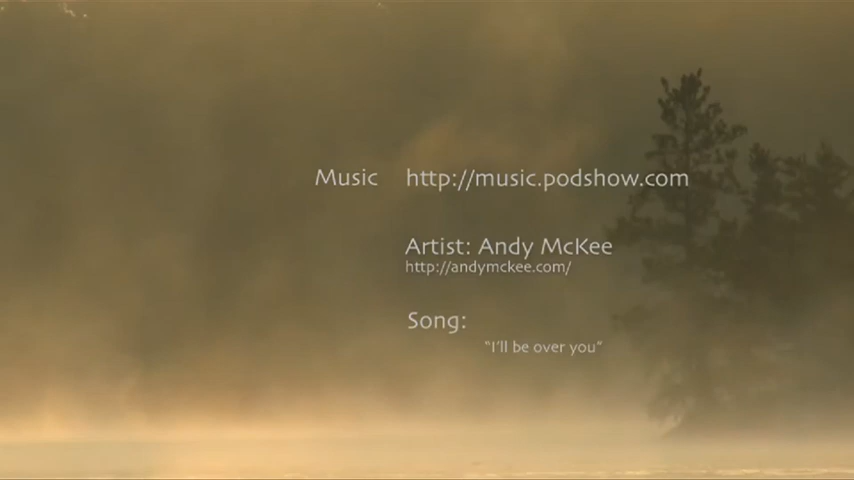 Music http://music.podshow.com
Artist: Andy McKee
http://andymckee.com/
Song:
"I'll be over you"